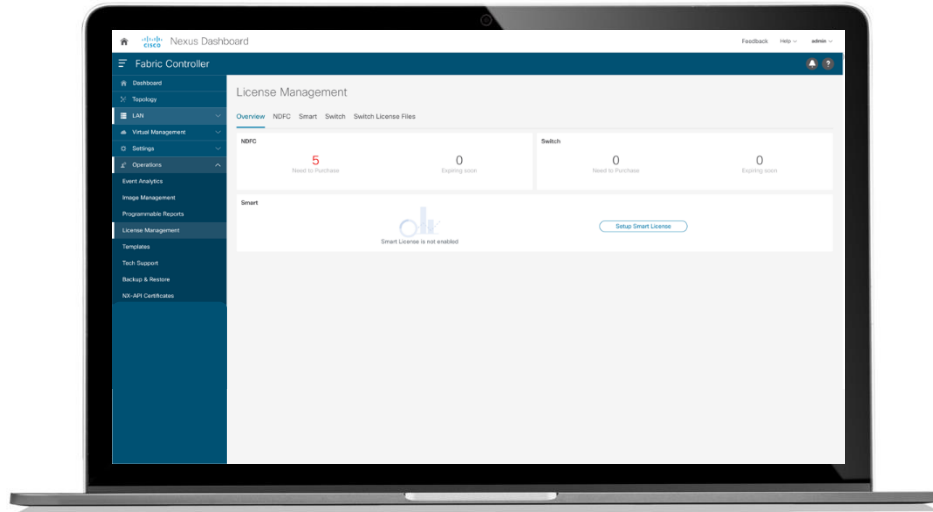 cisco Nexus Dashboard
Feedback Help admin
Fabric Controller
?
Dashboard
Topology
LAN
Virtual Management
Settings
Operations
Event Analytics
Image Management
Programmable Reports
License Management
Templates
Tech Support
Backup & Restore
NX-API Certificates
License Management
Overview NDFC Smart Switch Switch License Files
NDFC
5
Need to Purchase
0
Expiring soon
Switch
0
Need to Purchase
0
Expiring soon
Smart
Smart License is not enabled
Setup Smart License